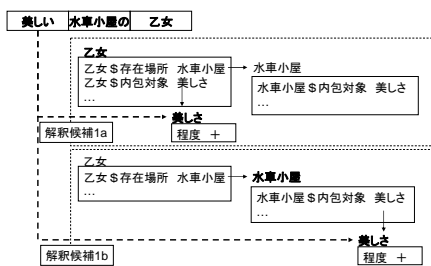 美しい 水車小屋の 乙女
乙女
乙女＄存在場所 水車小屋
乙女＄内包対象 美しさ
…
水車小屋
水車小屋＄内包対象 美しさ
…
美しさ
程度 ＋
解釈候補1a
乙女
乙女＄存在場所 水車小屋
…
水車小屋
水車小屋＄内包対象 美しさ
…
美しさ
程度 ＋
解釈候補1b